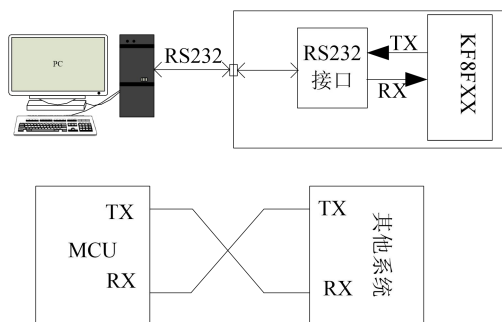 PC
RS232
RS232
接口
TX
RX
KF8FXX
TX
MCU
RX
TX
RX
其他系统